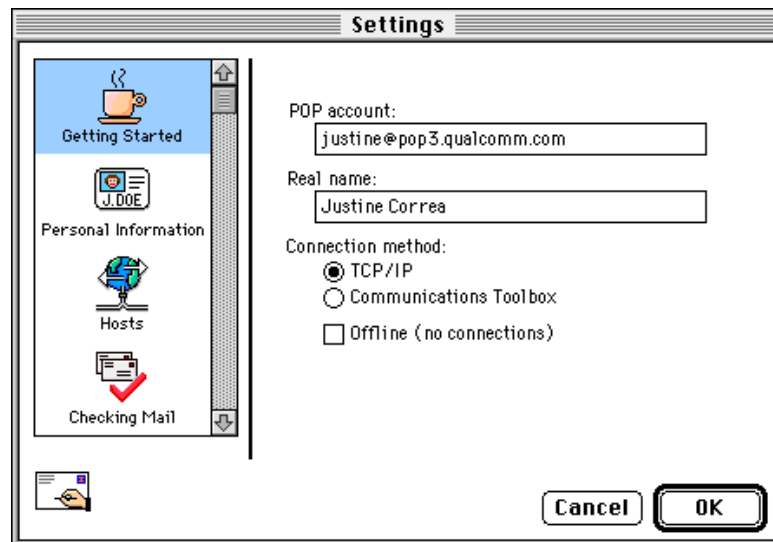 Settings
Getting Started
J.DOE
Personal Information
Hosts
Checking Mail
POP account:
justine@pop3.qualcomm.com
Real name:
Justine Correa
Connection method:
TCP/IP
Communications Toolbox
Offline (no connections)
Cancel
OK